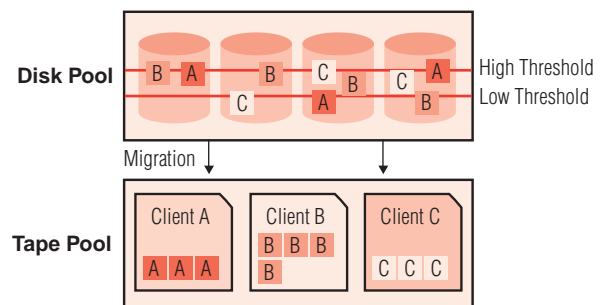 Disk Pool
B A B C B C A
High Threshold
C A B
Low Threshold
Migration
Tape Pool
Client A Client B Client C
B B B
A A A B C C C